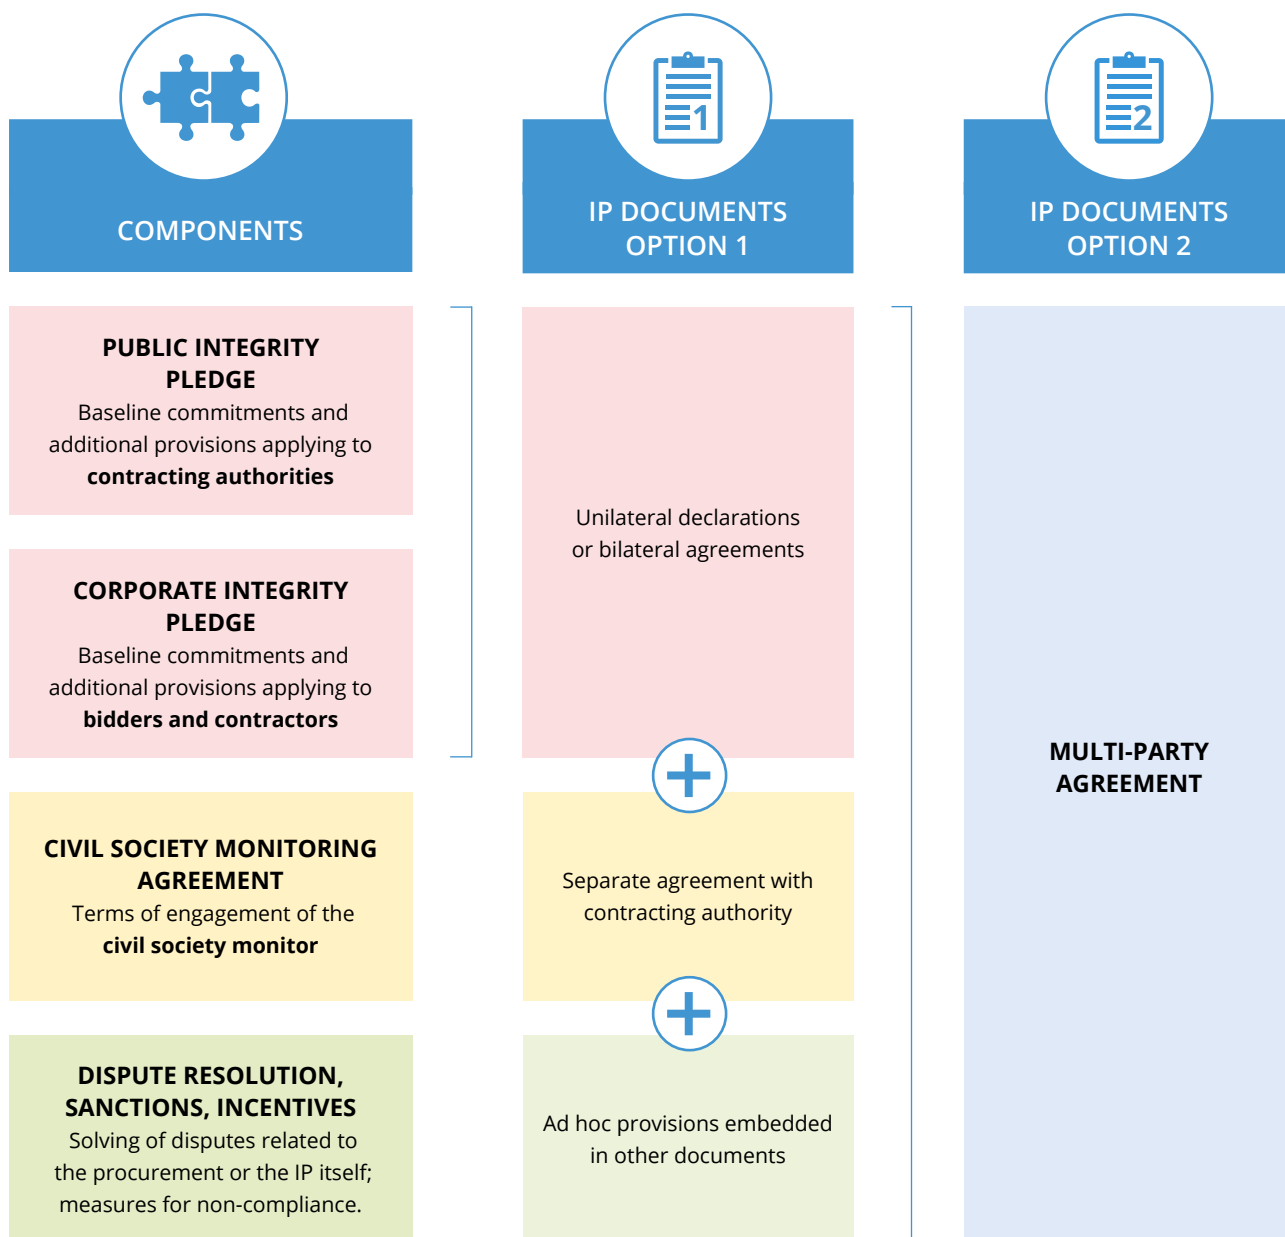 COMPONENTS
PUBLIC INTEGRITY
PLEDGE
Baseline commitments and
additional provisions applying to
contracting authorities
CORPORATE INTEGRITY
PLEDGE
Baseline commitments and
additional provisions applying to
bidders and contractors
CIVIL SOCIETY MONITORING
AGREEMENT
Terms of engagement of the
civil society monitor
DISPUTE RESOLUTION,
SANCTIONS, INCENTIVES
Solving of disputes related to
the procurement or the IP itself;
measures for non-compliance.
1
IP DOCUMENTS
OPTION 1
Unilateral declarations
or bilateral agreements
Separate agreement with
contracting authority
Ad hoc provisions embedded
in other documents
2
IP DOCUMENTS
OPTION 2
MULTI-PARTY
AGREEMENT